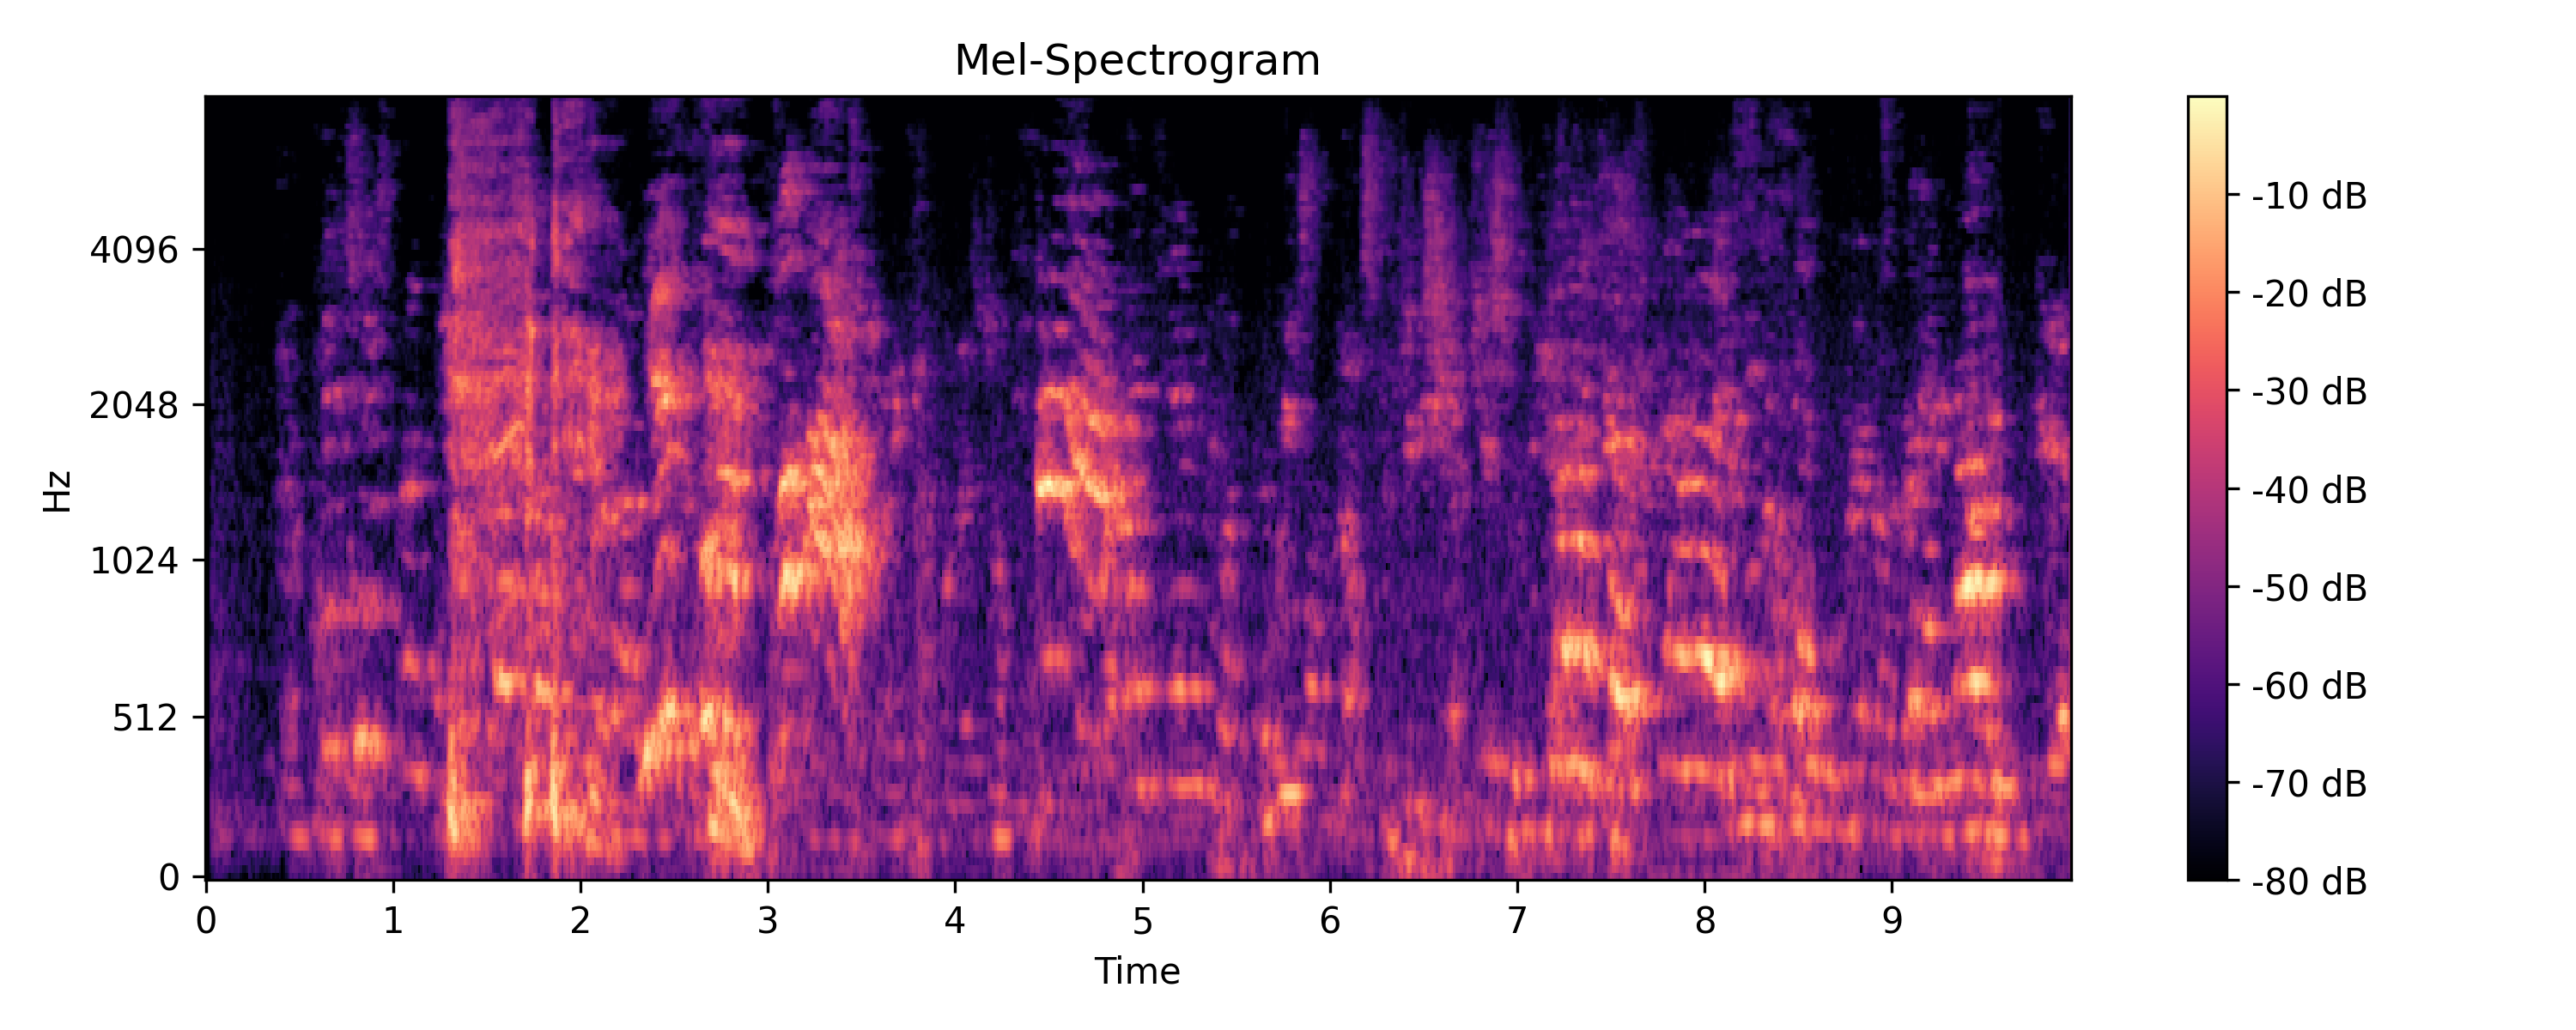 Mel-Spectrogram
Hz
4096
2048
1024
512
0
0 1 2 3 4 5 6 7 8 9
Time
-10 dB
-20 dB
-30 dB
-40 dB
-50 dB
-60 dB
-70 dB
-80 dB